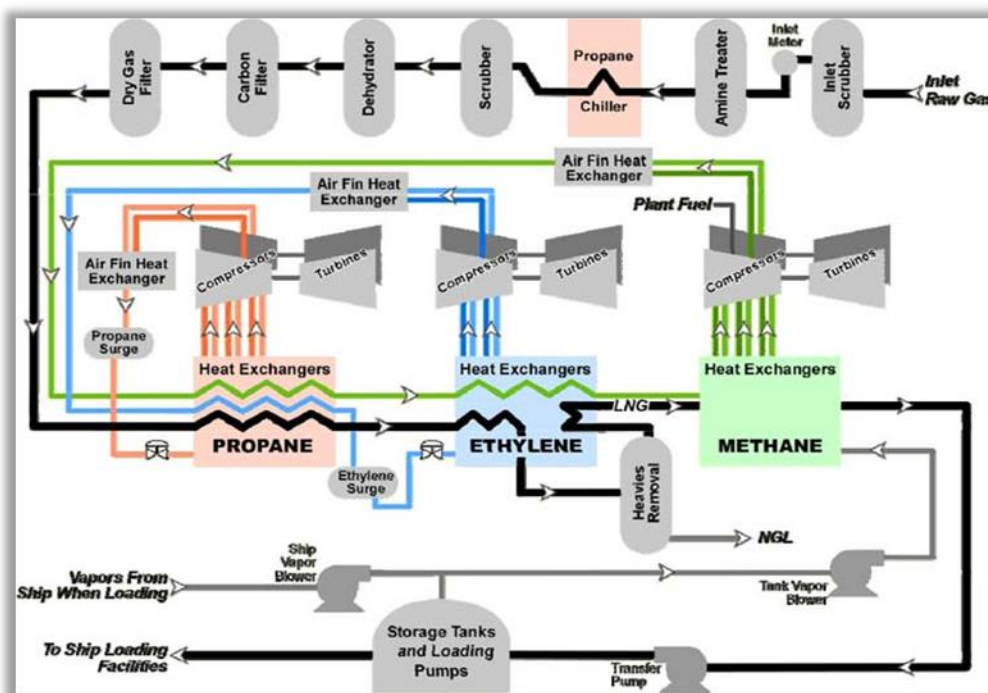 Dry Gas
Filter
Carbon
Filter
Dehydrator
Scrubber
Propane
Chiller
Amine Treater
Inlet
Meter
Inlet
Scrubber
Inlet
Raw Gas
Air Fin Heat
Exchanger
Air Fin Heat
Exchanger
Plant Fuel
Air Fin Heat
Exchanger
Compressors
Turbines
Compressors
Turbines
Compressors
Turbines
Propane
Surge
Heat Exchangers
PROPANE
Heat Exchangers
LNG
ETHYLENE
Heat Exchangers
METHANE
Ethylene
Surge
Heavies
Removal
NGL
Ship
Vapor
Blower
Vapors From
Ship When Loading
Tank Vapor
Blower
Storage Tanks
and Loading
Pumps
To Ship Loading
Facilities
Transfer
Pump